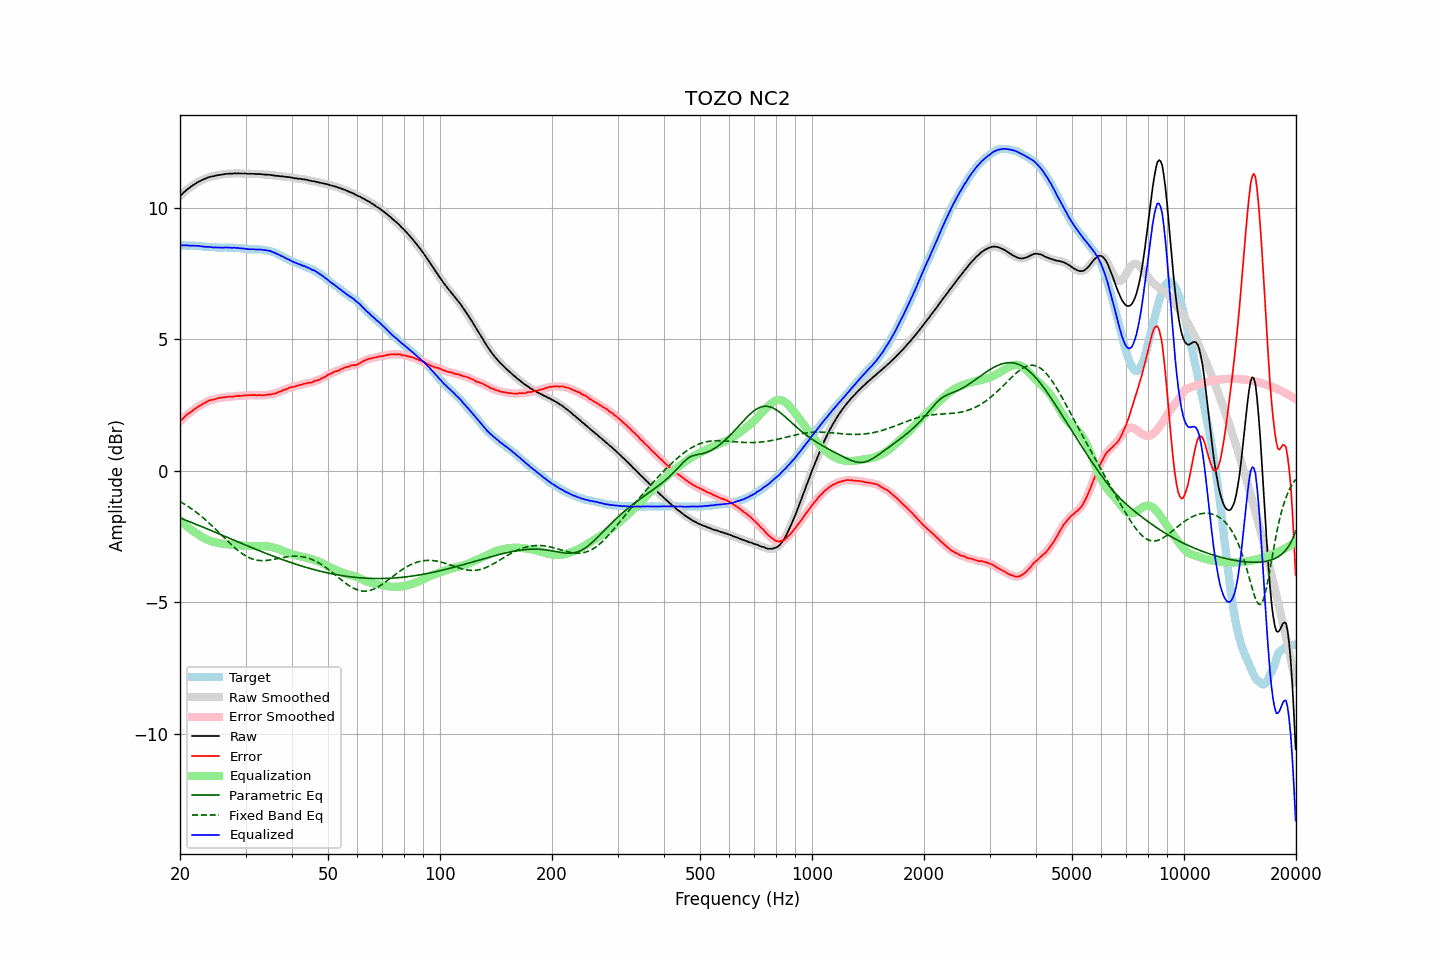 TOZO NC2
Amplitude (dBr)
10
5
0
−5
−10
Target
Raw Smoothed
Error Smoothed
Raw
Error
Equalization
Parametric Eq
Fixed Band Eq
Equalized
20 50 100 200 500 1000 2000 5000 10000 20000
Frequency (Hz)